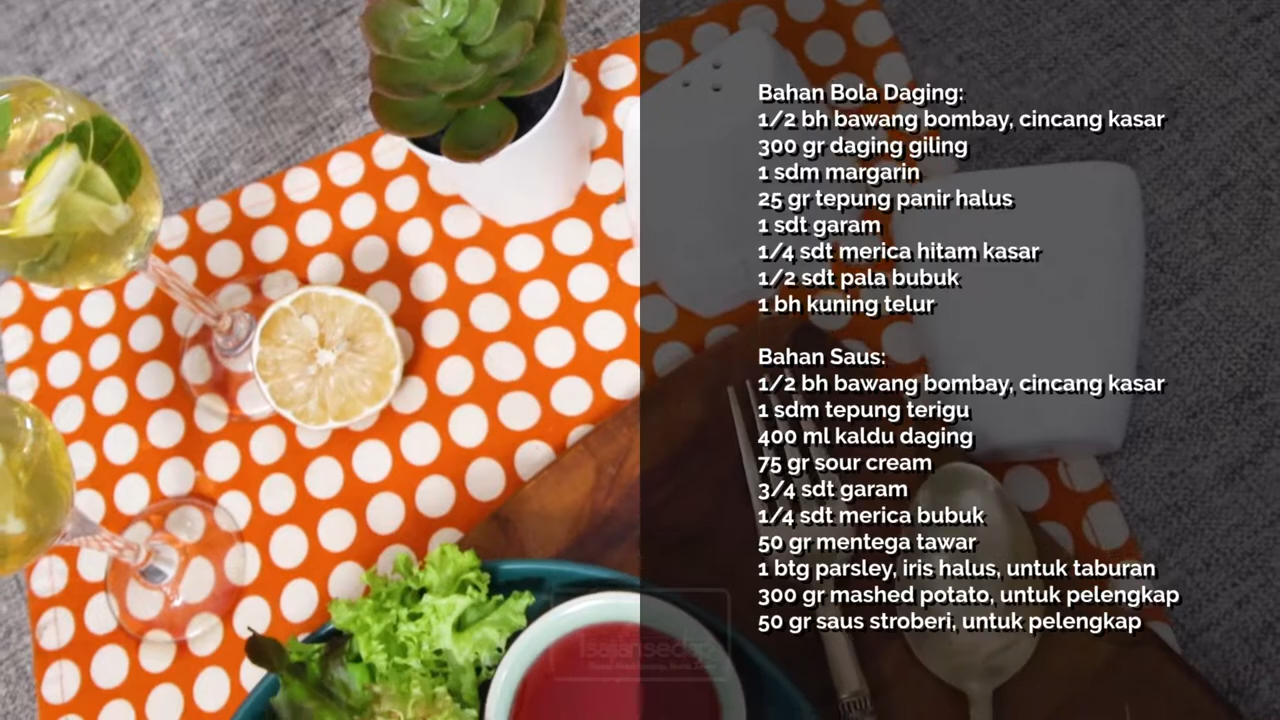 Bahan Bola Daging:
1/2 bh bawang bombay, cincang kasar
300 gr daging giling
1 sdm margarin
25 gr tepung panir halus
1 sdt garam
1/4 sdt merica hitam kasar
1/2 sdt pala bubuk
1 bh kuning telur
Bahan Saus:
1/2 bh bawang bombay, cincang kasar
1 sdm tepung terigu
400 ml kaldu daging
75 gr sour cream
3/4 sdt garam
1/4 sdt merica bubuk
50 gr mentega tawar
1 btg parsley, iris halus, untuk taburan
300 gr mashed potato, untuk pelengkap
50 gr saus stroberi, untuk pelengkap